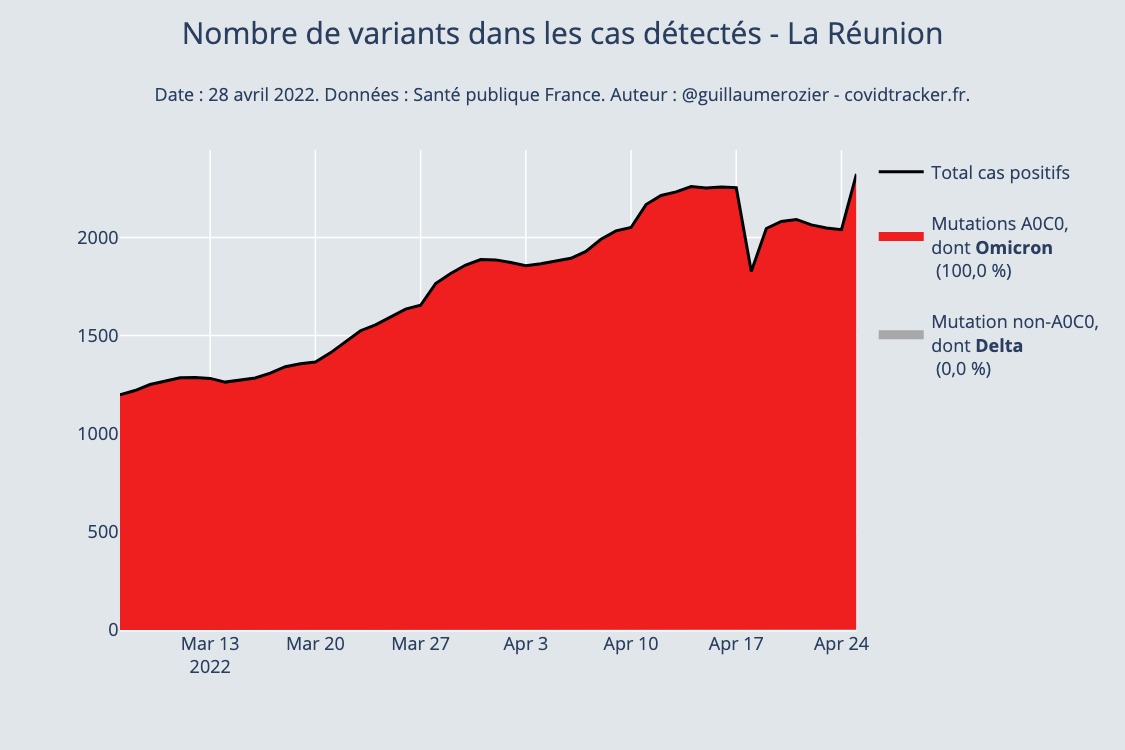 Nombre de variants dans les cas détectés - La Réunion
Date : 28 avril 2022. Données : Santé publique France. Auteur : @guillaumerozier - covidtracker.fr.
Total cas positifs
Mutations A0C0,
dont Omicron
(100,0 %)
Mutation non-A0C0,
dont Delta
(0,0 %)
2000
1500
1000
500
0
Mar 13
2022
Mar 20
Mar 27
Apr 3
Apr 10
Apr 17
Apr 24